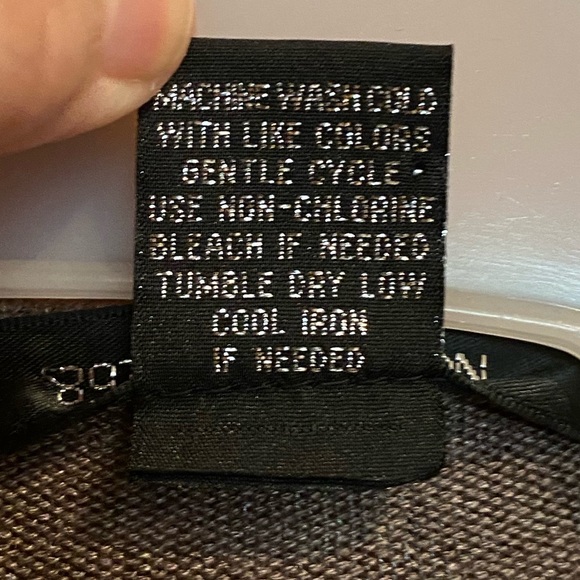 MACHINE WASH COLD
WITH LIKE COLORS
GENTLE CYCLE
USE NON-CHLORINE
BLEACH IF NEEDED
TUMBLE DRY LOW
COOL IRON
IF NEEDED